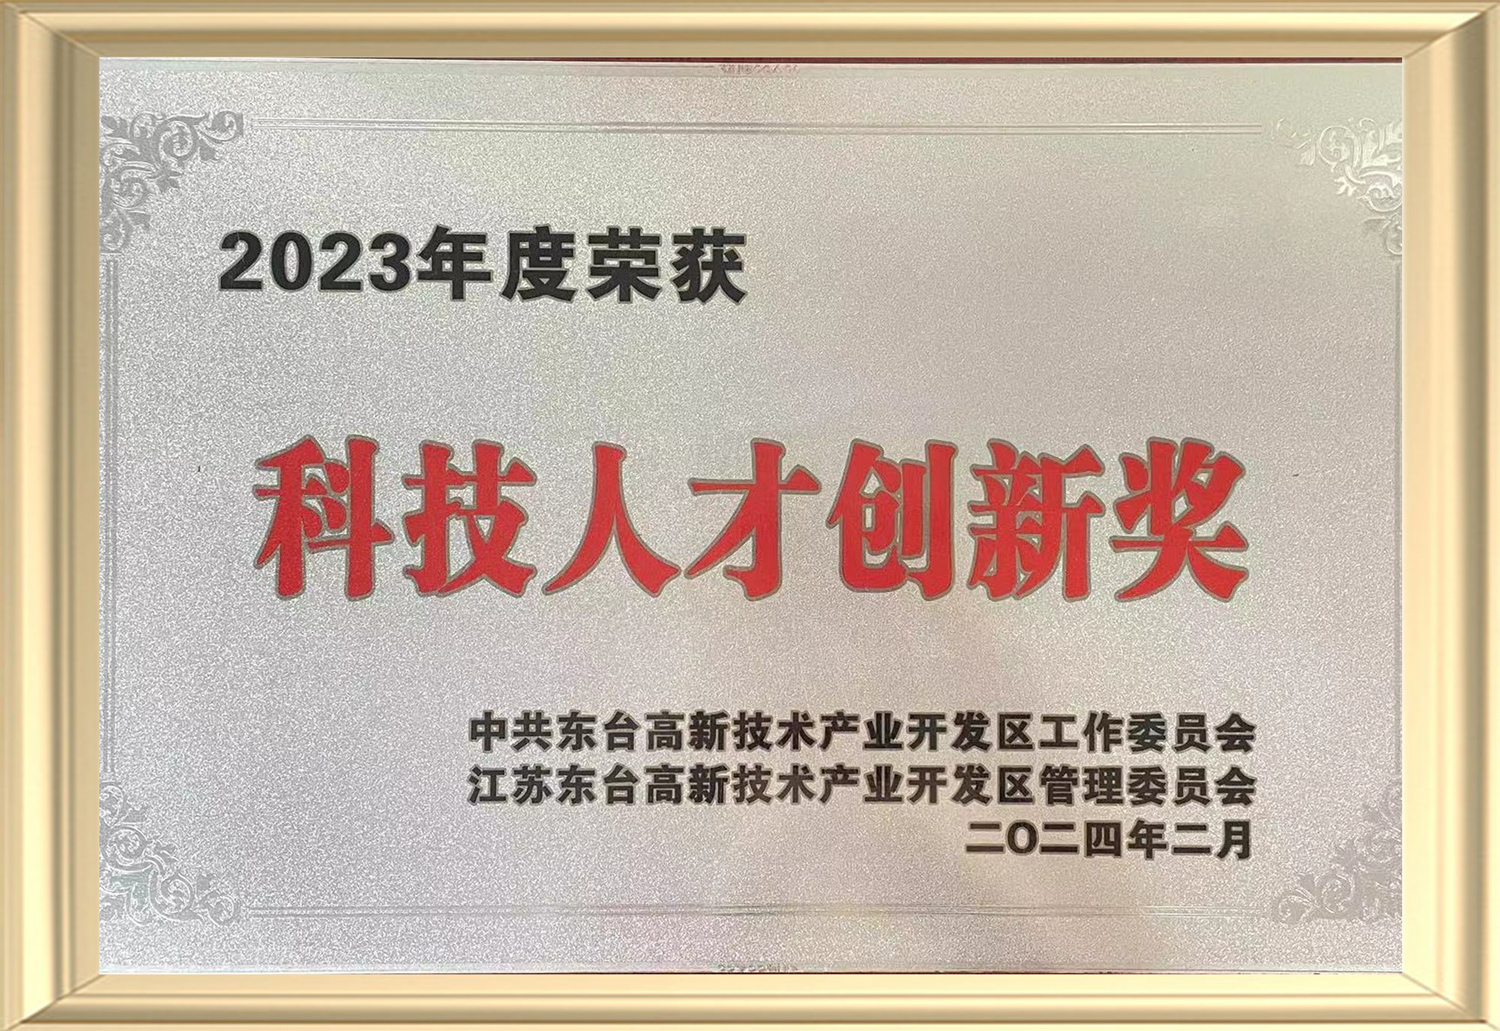 2023年度荣获
科技人才创新奖
中共东台高新技术产业开发区工作委员会
江苏东台高新技术产业开发区管理委员会
二〇二四年二月